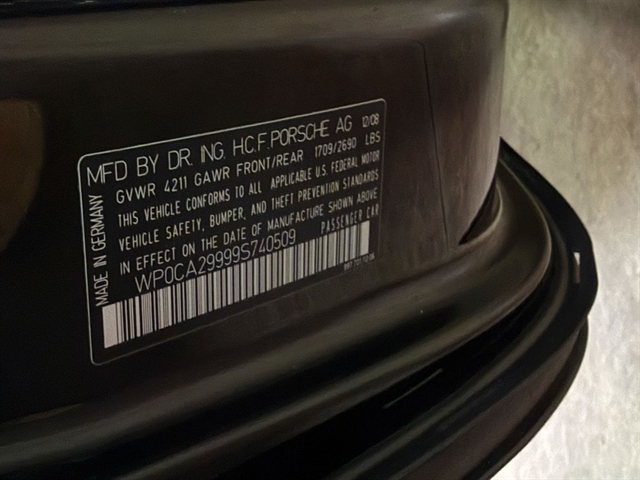 MFD BY DR. ING. H.C.F. PORSCHE AG 12/08
GVWR 4211 GAWR FRONT/REAR 1709/2690 LBS
THIS VEHICLE CONFORMS TO ALL APPLICABLE U.S. FEDERAL MOTOR
VEHICLE SAFETY, BUMPER, AND THEFT PREVENTION STANDARDS
IN EFFECT ON THE DATE OF MANUFACTURE SHOWN ABOVE
WP0CA29999S740509
PASSENGER CAR
MADE IN GERMANY